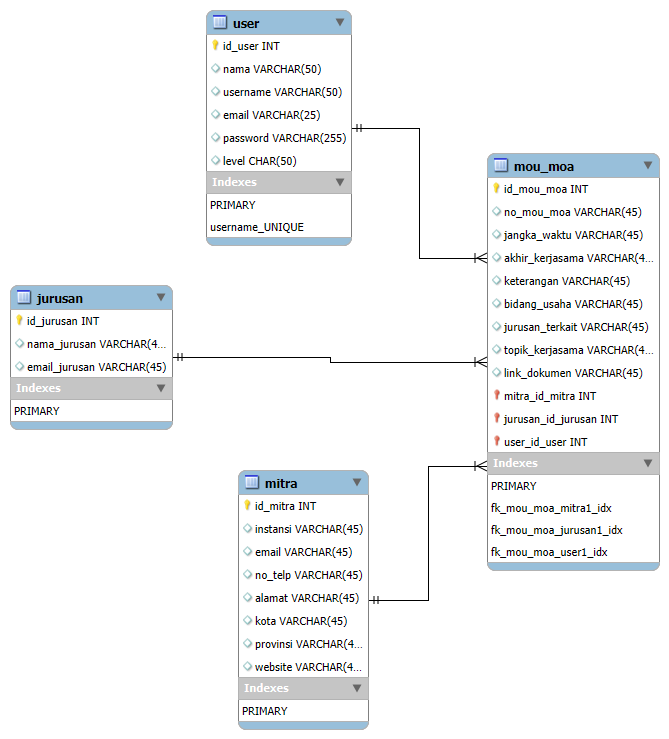 user
id_user INT
nama VARCHAR(50)
username VARCHAR(50)
email VARCHAR(25)
password VARCHAR(255)
level CHAR(50)
Indexes
PRIMARY
username_UNIQUE
mou_moa
id_mou_moa INT
no_mou_moa VARCHAR(45)
jangka_waktu VARCHAR(45)
akhir_kerjasama VARCHAR(4...
keterangan VARCHAR(45)
bidang_usaha VARCHAR(45)
jurusan_terkait VARCHAR(45)
topik_kerjasama VARCHAR(4...
link_dokumen VARCHAR(45)
mitra_id_mitra INT
jurusan_id_jurusan INT
user_id_user INT
Indexes
PRIMARY
fk_mou_moa_mitra1_idx
fk_mou_moa_jurusan1_idx
fk_mou_moa_user1_idx
jurusan
id_jurusan INT
nama_jurusan VARCHAR(4...
email_jurusan VARCHAR(45)
Indexes
PRIMARY
mitra
id_mitra INT
instansi VARCHAR(45)
email VARCHAR(45)
no_telp VARCHAR(45)
alamat VARCHAR(45)
kota VARCHAR(45)
provinsi VARCHAR(4...
website VARCHAR(4...
Indexes
PRIMARY